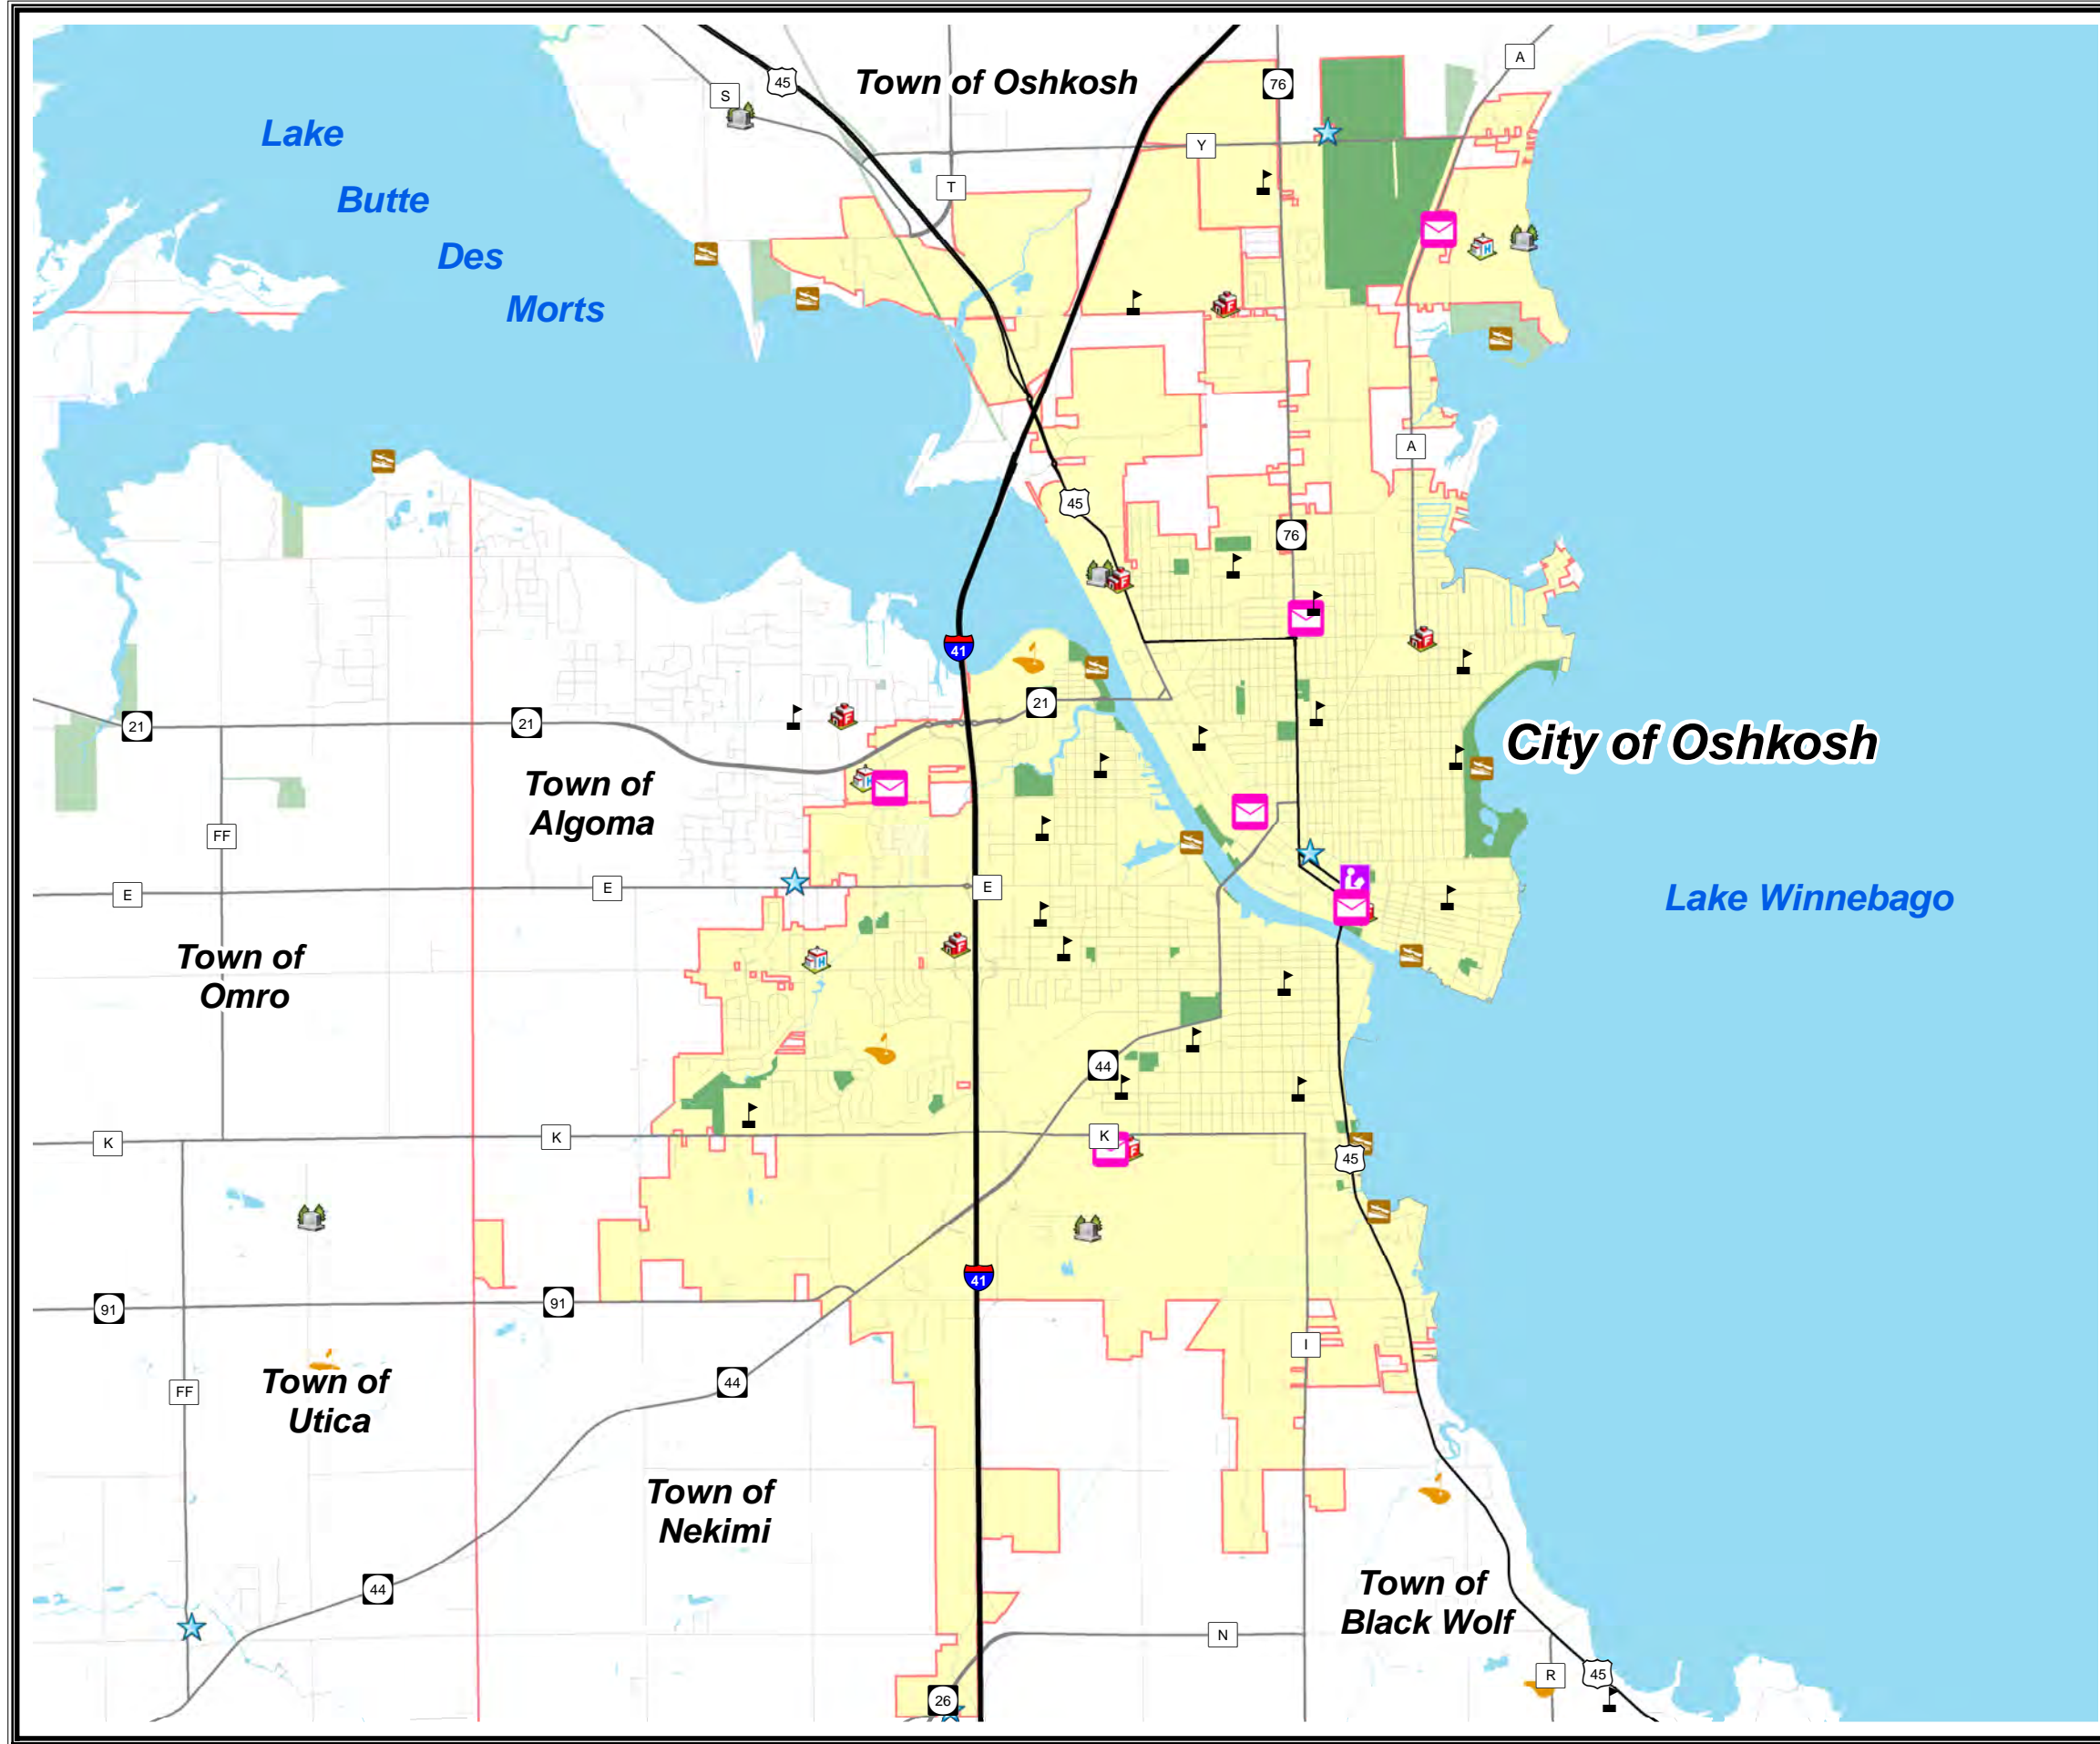 A
45
Town of Oshkosh
76
S
Lake
Y
T
Butte
Des
Morts
A
45
76
41
21
21
21
City of Oshkosh
Town of
Algoma
FF
E
E
E
Lake Winnebago
Town of
Omro
44
K
K
K
45
41
91
91
I
Town of
Utica
FF
44
Town of
Nekimi
44
Town of
Black Wolf
N
R
45
26
H
H
H
F
F
F
F
F
F